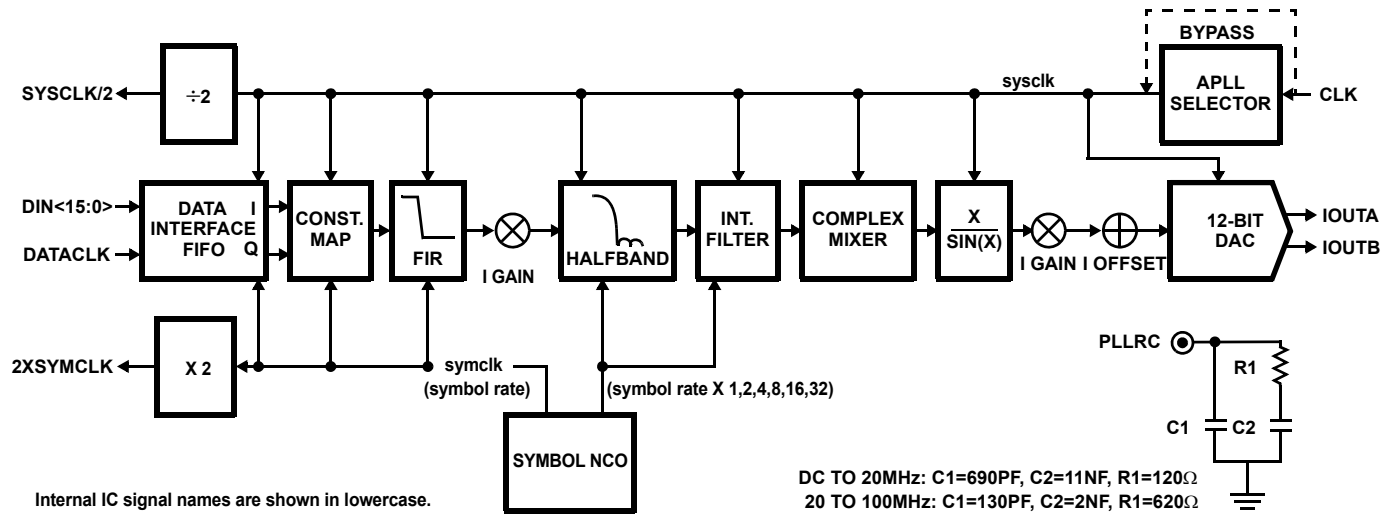 BYPASS
SYSCLK/2
÷2
sysclk
APLL
SELECTOR
CLK
DIN<15:0>
DATACLK
DATA
INTERFACE
FIFO
I
Q
CONST.
MAP
FIR
I GAIN
HALFBAND
INT.
FILTER
COMPLEX
MIXER
X
SIN(X)
I GAIN
I OFFSET
12-BIT
DAC
IOUTA
IOUTB
2XSYMCLK
X 2
symclk
(symbol rate)
(symbol rate X 1,2,4,8,16,32)
SYMBOL NCO
PLLRC
R1
C1
C2
DC TO 20MHz: C1=690PF, C2=11NF, R1=120Ω
20 TO 100MHz: C1=130PF, C2=2NF, R1=620Ω
Internal IC signal names are shown in lowercase.